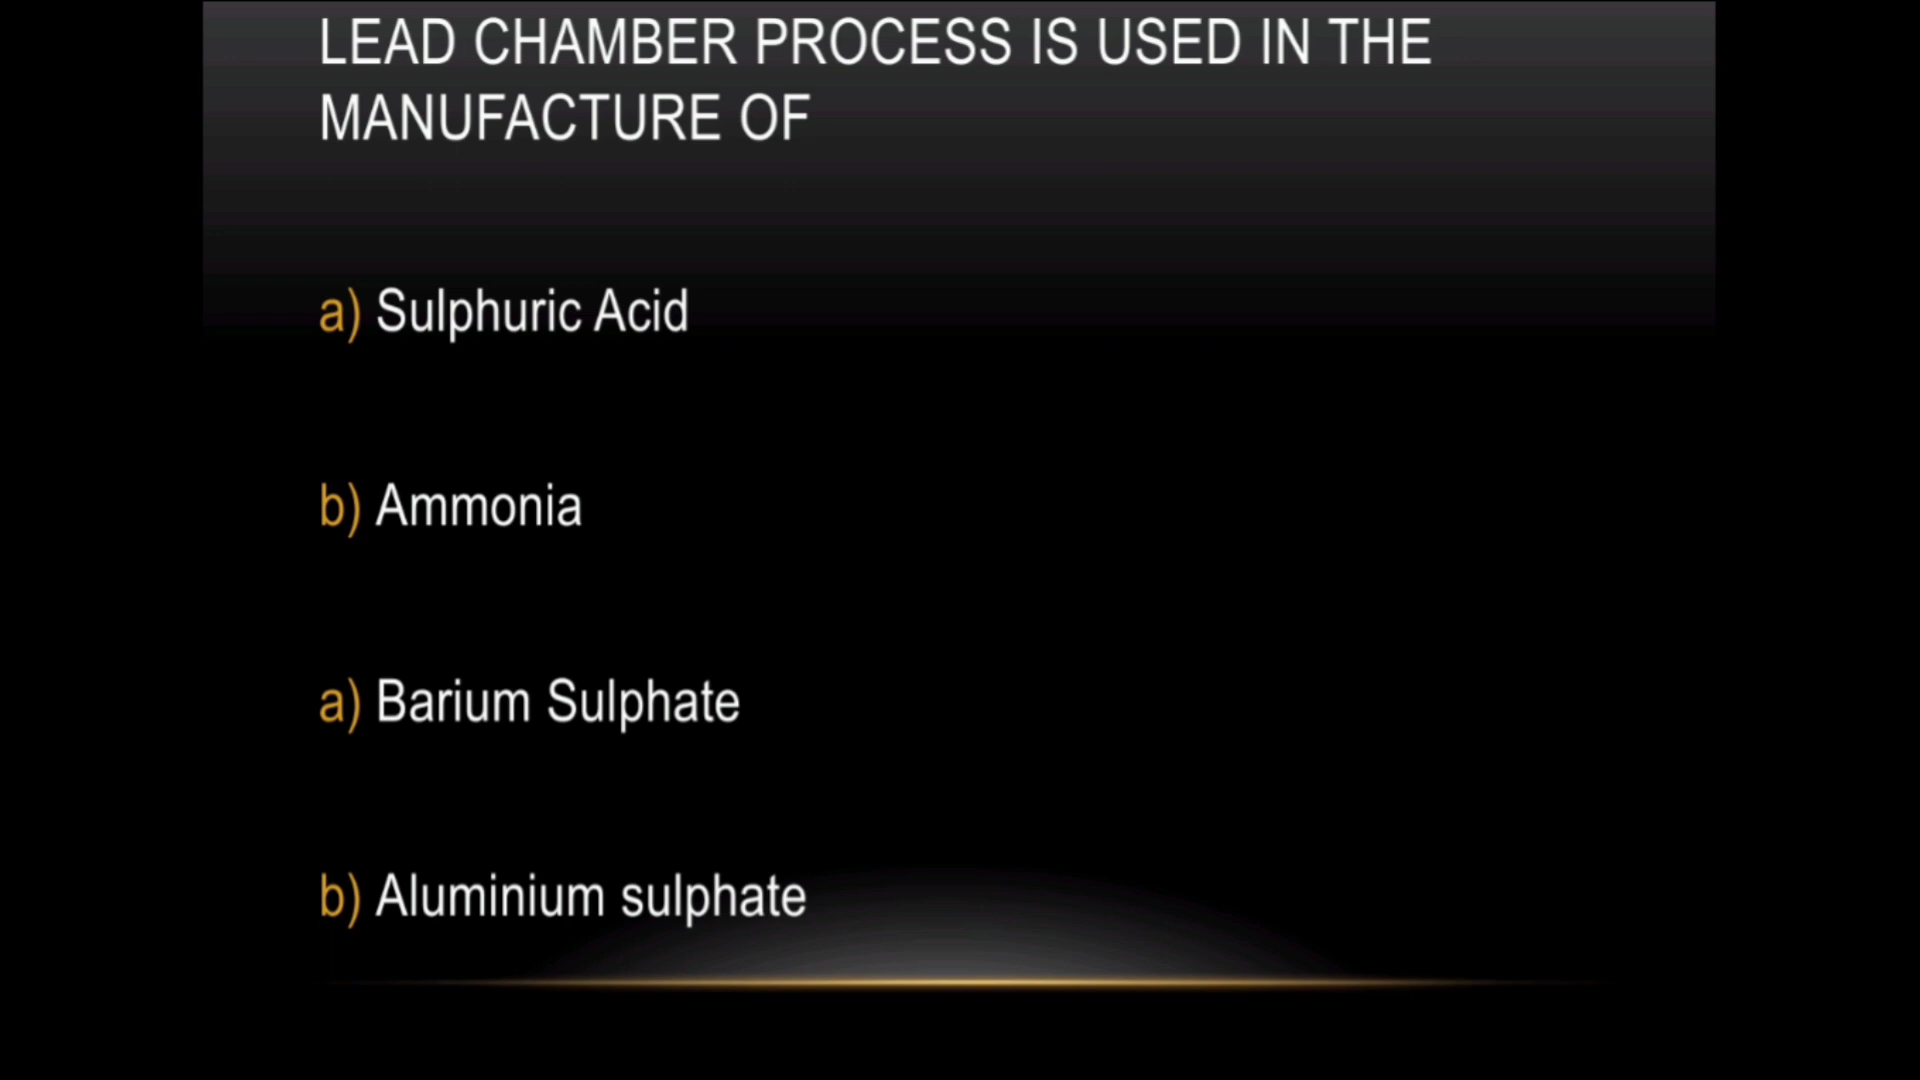 LEAD CHAMBER PROCESS IS USED IN THE
MANUFACTURE OF
a) Sulphuric Acid
b) Ammonia
a) Barium Sulphate
b) Aluminium sulphate